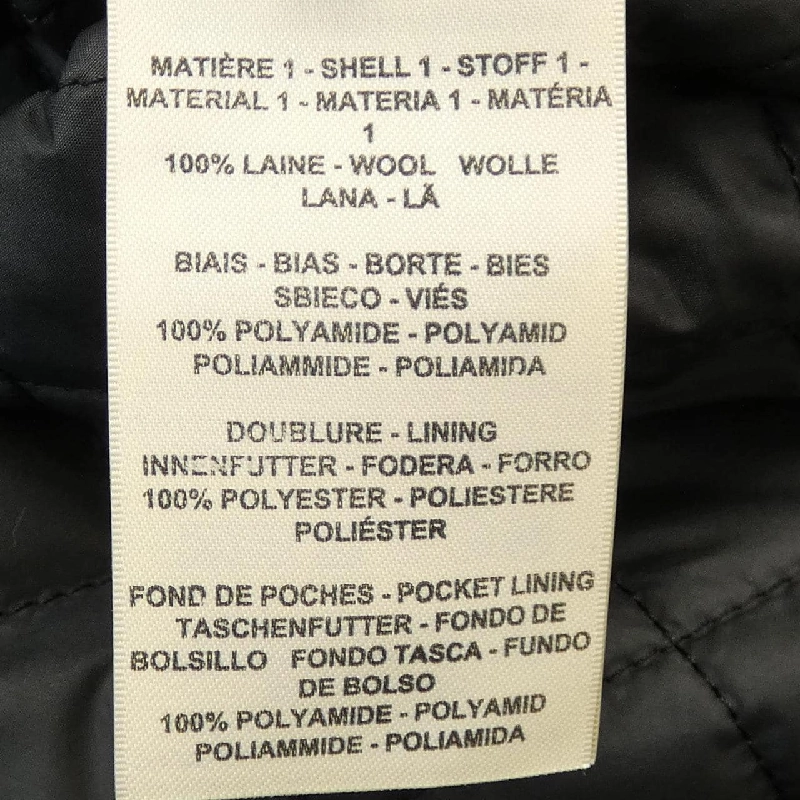 MATIÈRE 1 - SHELL 1 - STOFF 1 -
MATERIAL 1 - MATERIA 1 - MATÉRIA
1
100% LAINE - WOOL WOLLE
LANA - LÃ
BIAIS - BIAS - BORTE - BIES
SBIECO - VIÉS
100% POLYAMIDE - POLYAMID
POLIAMMIDE - POLIAMIDA
DOUBLURE - LINING
INNENFUTTER - FODERA - FORRO
100% POLYESTER - POLIESTERE
POLIÉSTER
FOND DE POCHES - POCKET LINING
TASCHENFUTTER - FONDO DE
BOLSILLO FONDO TASCA - FUNDO
DE BOLSO
100% POLYAMIDE - POLYAMID
POLIAMMIDE - POLIAMIDA